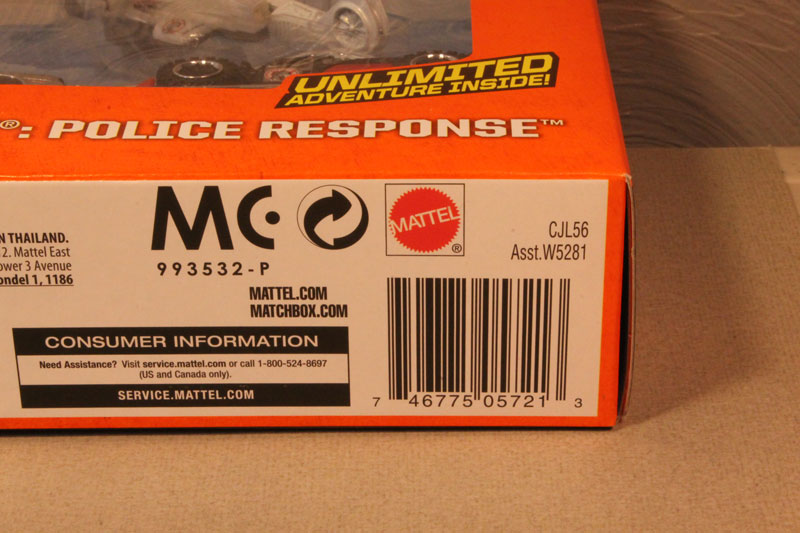 UNLIMITED
ADVENTURE INSIDE!
®: POLICE RESPONSE™
N THAILAND.
2. Mattel East
ower 3 Avenue
ondel 1, 1186
MC
993532-P
MATTEL
®
CJL56
Asst.W5281
MATTEL.COM
MATCHBOX.COM
CONSUMER INFORMATION
Need Assistance? Visit service.mattel.com or call 1-800-524-8697
(US and Canada only).
SERVICE.MATTEL.COM
7 46775 05721 3